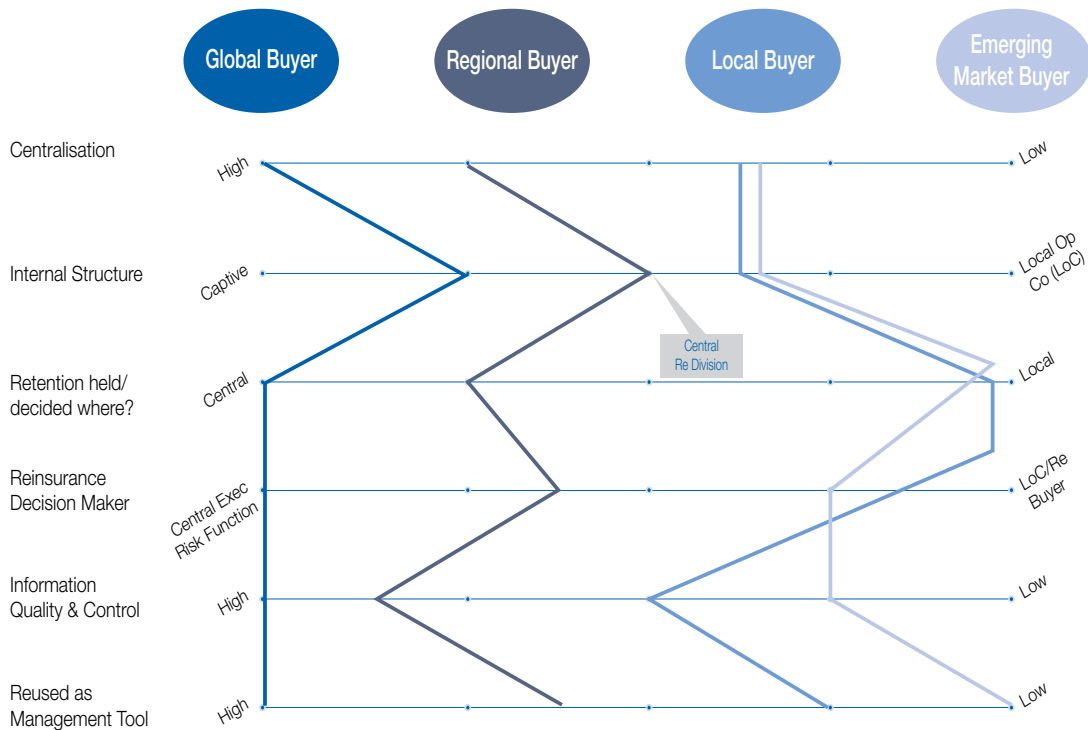 Global Buyer
Regional Buyer
Local Buyer
Emerging
Market Buyer
Centralisation
High
Low
Internal Structure
Captive
Local Op
Co (LoC)
Central
Re Division
Retention held/
decided where?
Central
Local
Reinsurance
Decision Maker
Central Exec
Risk Function
LoC/Re
Buyer
Information
Quality & Control
High
Low
Reused as
Management Tool
High
Low